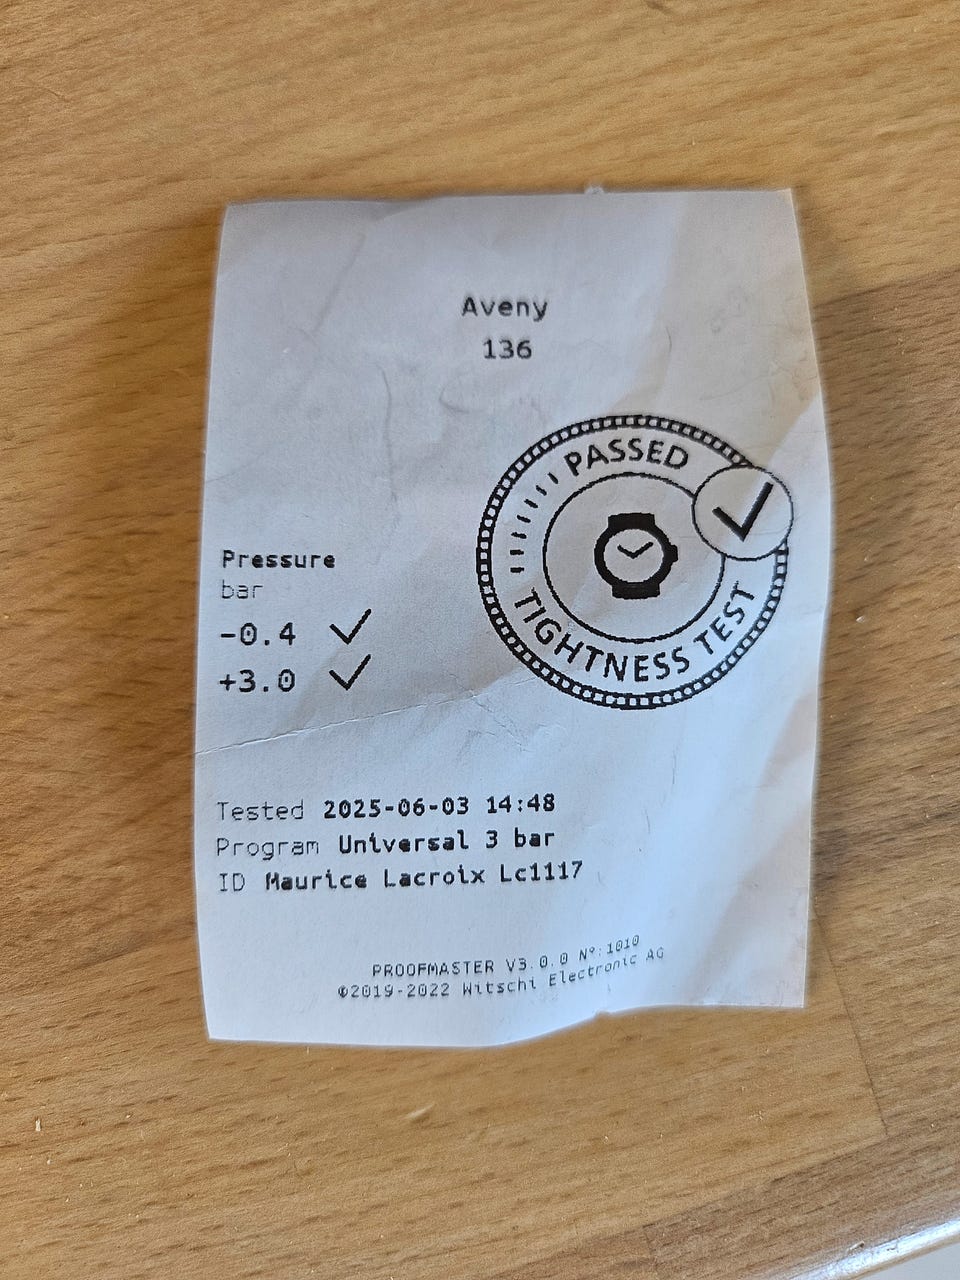 Aveny
136
PASSED
TIGHTNESS TEST
Pressure
bar
-0.4 ✓
+3.0 ✓
Tested 2025-06-03 14:48
Program Universal 3 bar
ID Maurice Lacroix Lc1117
PROOFMASTER V3.0.0 Nº:1010
©2019-2022 Witschi Electronic AG